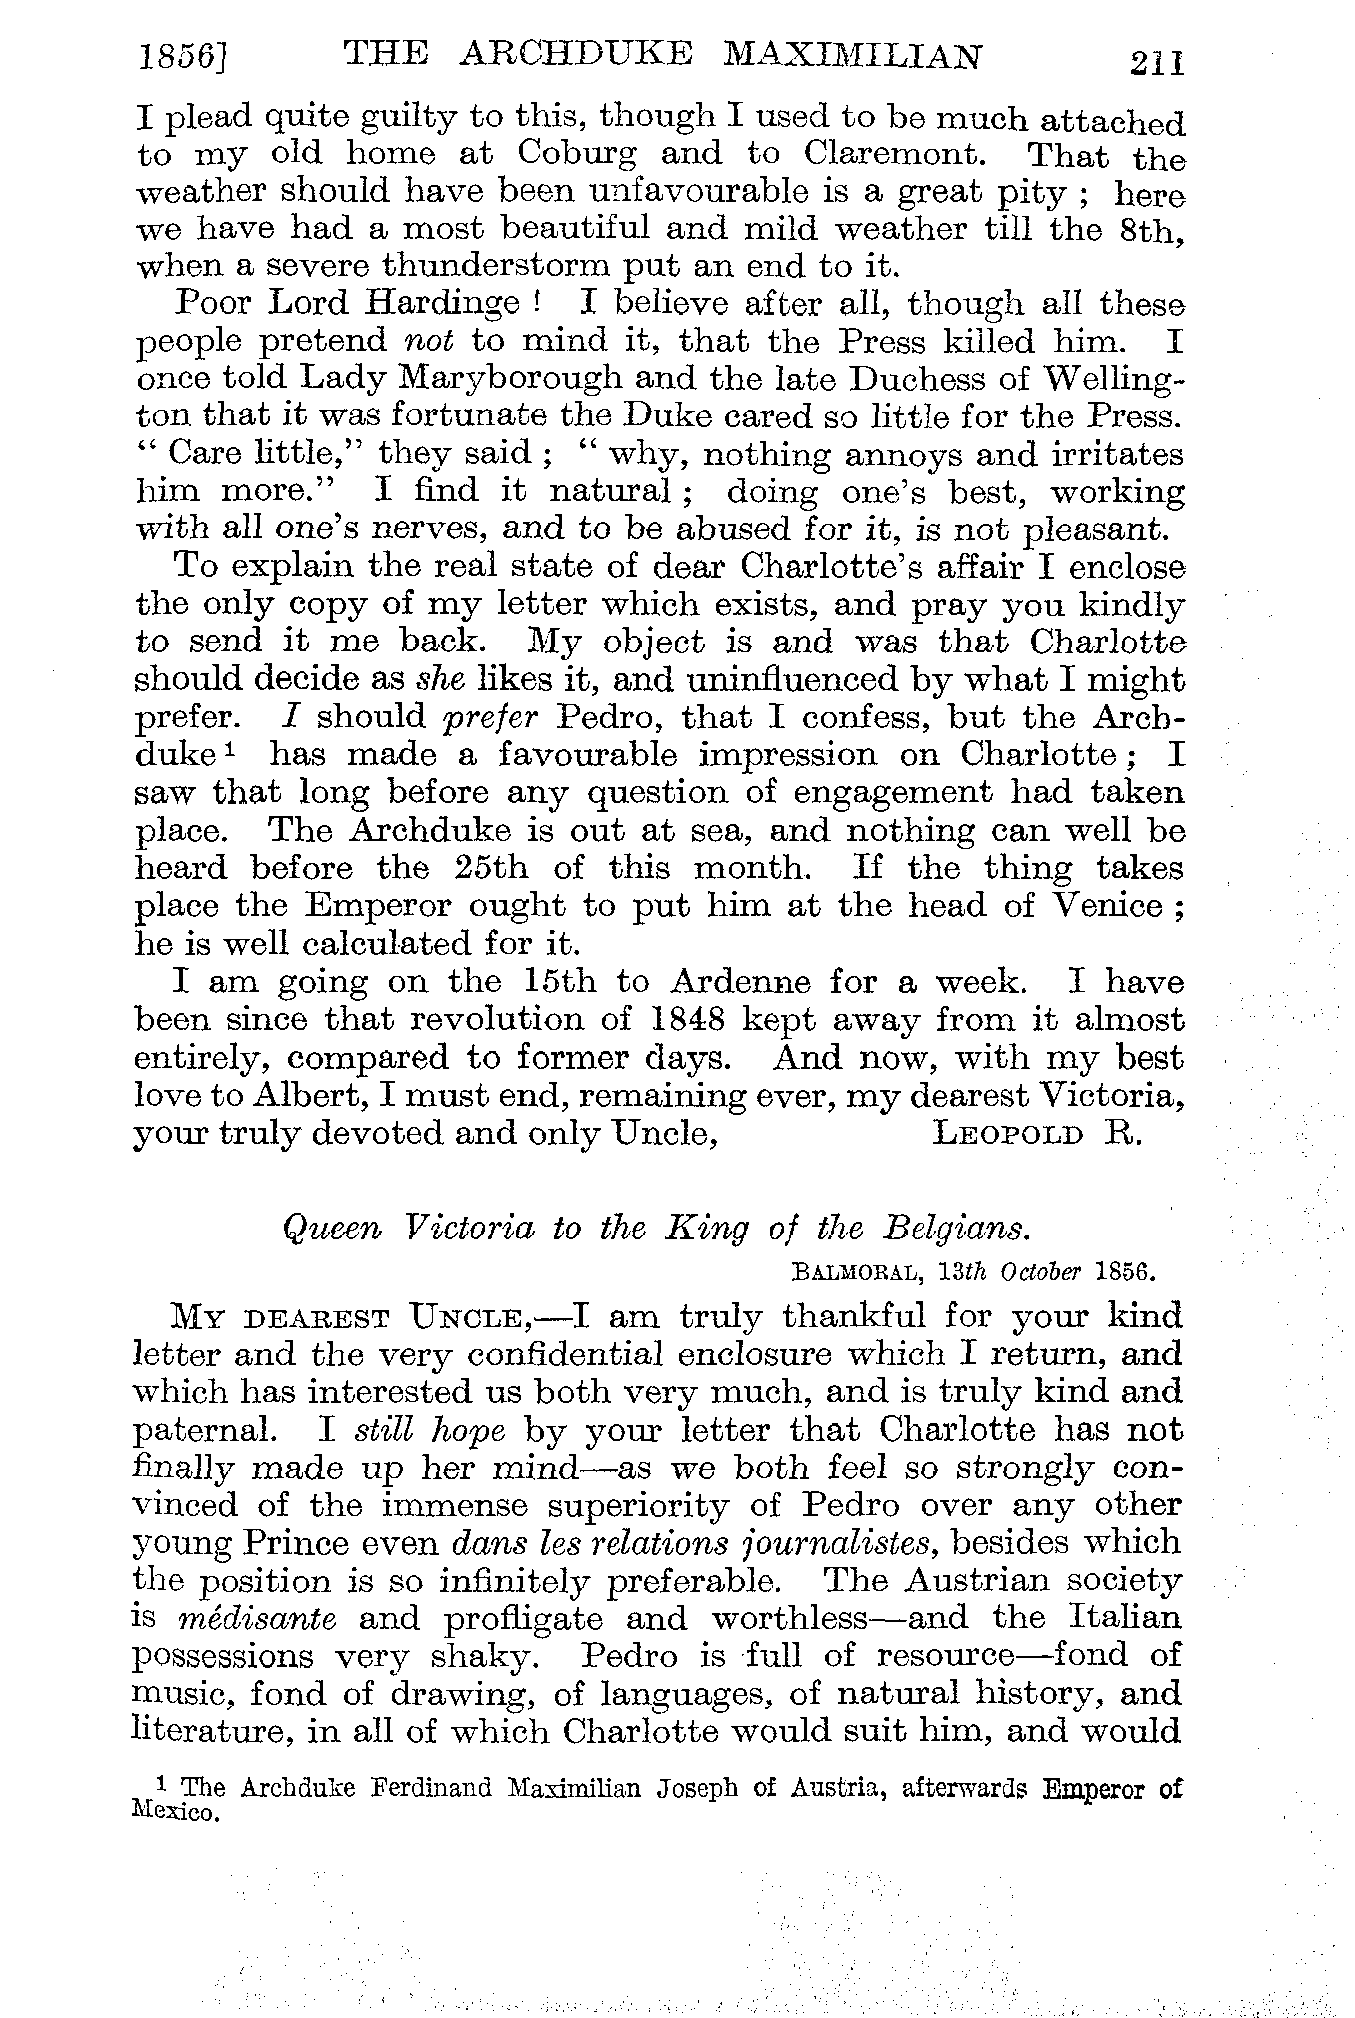 1856] THE ARCHDUKE MAXIMILIAN 211
I plead quite guilty to this, though I used to be much attached
to my old home at Coburg and to Claremont. That the
weather should have been unfavourable is a great pity ; here
we have had a most beautiful and mild weather till the 8th,
when a severe thunderstorm put an end to it.
Poor Lord Hardinge ! I believe after all, though all these
people pretend not to mind it, that the Press killed him. I
once told Lady Maryborough and the late Duchess of Welling-
ton that it was fortunate the Duke cared so little for the Press.
“ Care little,” they said ; “ why, nothing annoys and irritates
him more.” I find it natural ; doing one’s best, working
with all one’s nerves, and to be abused for it, is not pleasant.
To explain the real state of dear Charlotte’s affair I enclose
the only copy of my letter which exists, and pray you kindly
to send it me back. My object is and was that Charlotte
should decide as she likes it, and uninfluenced by what I might
prefer. I should prefer Pedro, that I confess, but the Arch-
duke ¹ has made a favourable impression on Charlotte ; I
saw that long before any question of engagement had taken
place. The Archduke is out at sea, and nothing can well be
heard before the 25th of this month. If the thing takes
place the Emperor ought to put him at the head of Venice ;
he is well calculated for it.
I am going on the 15th to Ardenne for a week. I have
been since that revolution of 1848 kept away from it almost
entirely, compared to former days. And now, with my best
love to Albert, I must end, remaining ever, my dearest Victoria,
your truly devoted and only Uncle, LEOPOLD R.
Queen Victoria to the King of the Belgians.
BALMORAL, 13th October 1856.
MY DEAREST UNCLE,—I am truly thankful for your kind
letter and the very confidential enclosure which I return, and
which has interested us both very much, and is truly kind and
paternal. I still hope by your letter that Charlotte has not
finally made up her mind—as we both feel so strongly con-
vinced of the immense superiority of Pedro over any other
young Prince even dans les relations journalistes, besides which
the position is so infinitely preferable. The Austrian society
is médisante and profligate and worthless—and the Italian
possessions very shaky. Pedro is full of resource—fond of
music, fond of drawing, of languages, of natural history, and
literature, in all of which Charlotte would suit him, and would
¹ The Archduke Ferdinand Maximilian Joseph of Austria, afterwards Emperor of
Mexico.